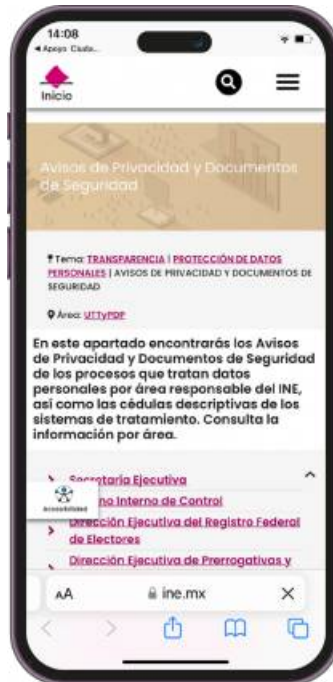 14:08
◀ Apoyo Ciuda...
Inicio
Avisos de Privacidad y Documentos
de Seguridad
Tema: TRANSPARENCIA | PROTECCIÓN DE DATOS
PERSONALES | AVISOS DE PRIVACIDAD Y DOCUMENTOS DE
SEGURIDAD
Área: UTTyPDP
En este apartado encontrarás los Avisos
de Privacidad y Documentos de Seguridad
de los procesos que tratan datos
personales por área responsable del INE,
así como las cédulas descriptivas de los
sistemas de tratamiento. Consulta la
información por área.
Secretaría Ejecutiva
no Interno de Control
Accesibilidad
Dirección Ejecutiva del Registro Federal
de Electores
Dirección Ejecutiva de Prerrogativas y
AA
ine.mx